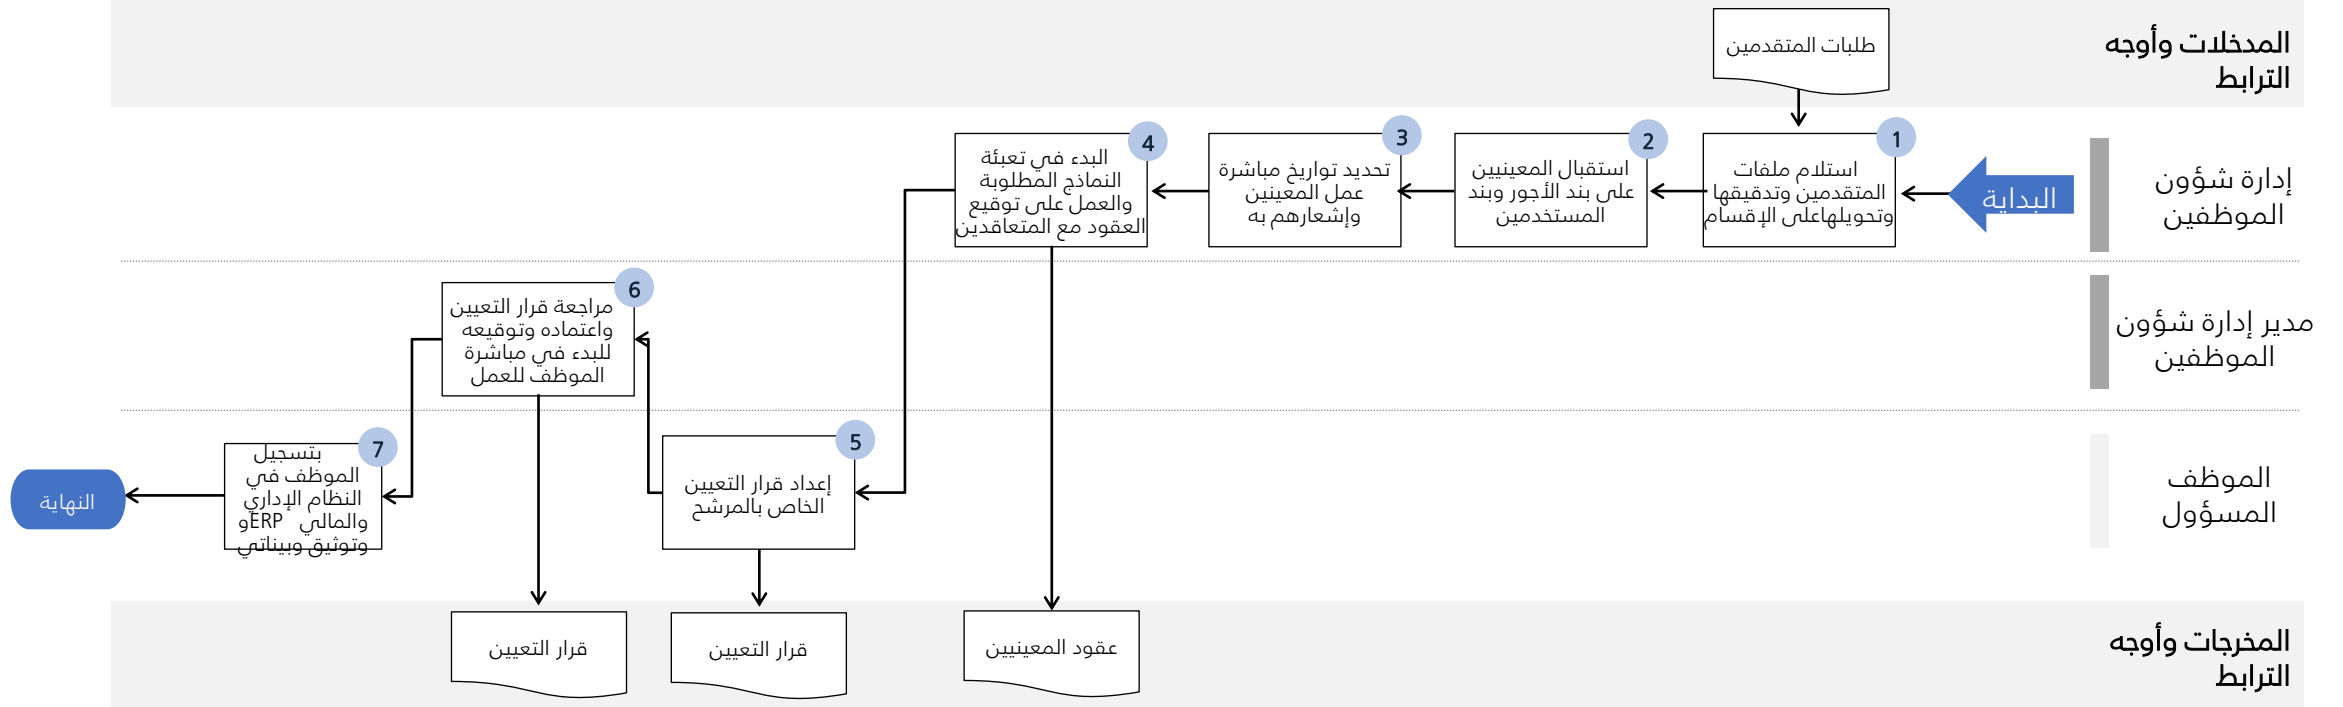 المدخلات وأوجه
الترابط
طلبات المتقدمين
إدارة شؤون
الموظفين
البداية
1
استلام ملفات
المتقدمين وتدقيقها
وتحويلهاعلى الإقسام
2
استقبال المعينيين
على بند الأجور وبند
المستخدمين
3
تحديد تواريخ مباشرة
عمل المعينين
وإشعارهم به
4
البدء في تعبئة
النماذج المطلوبة
والعمل على توقيع
العقود مع المتعاقدين
مدير إدارة شؤون
الموظفين
6
مراجعة قرار التعيين
واعتماده وتوقيعه
للبدء في مباشرة
الموظف للعمل
الموظف
المسؤول
5
إعداد قرار التعيين
الخاص بالمرشح
7
بتسجيل
الموظف في
النظام الإداري
والمالي ERPو
وتوثيق وبيناتي
النهاية
المخرجات وأوجه
الترابط
عقود المعينيين
قرار التعيين
قرار التعيين